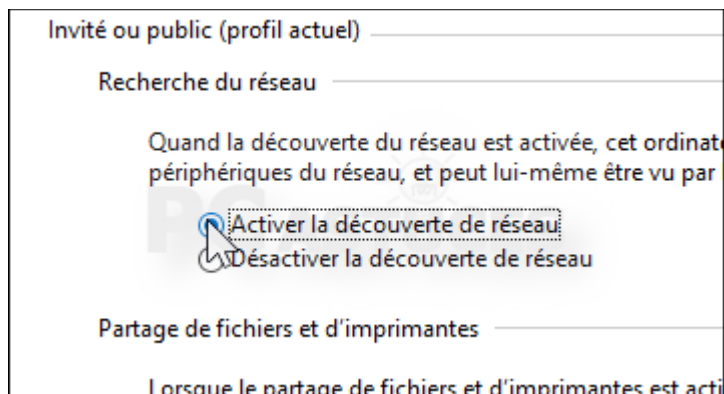 Invité ou public (profil actuel)
Recherche du réseau
Quand la découverte du réseau est activée, cet ordinate
périphériques du réseau, et peut lui-même être vu par
Activer la découverte de réseau
Désactiver la découverte de réseau
Partage de fichiers et d'imprimantes
Lorsque le partage de fichiers et d'imprimantes est acti